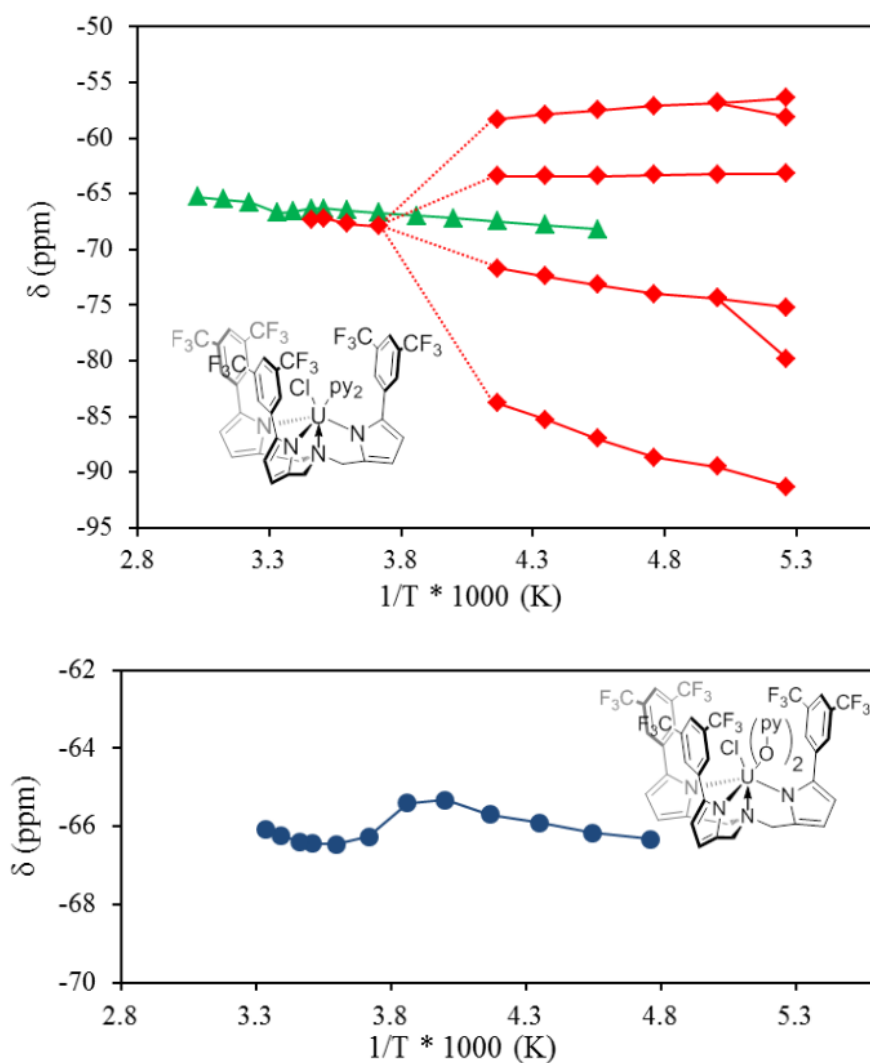 -50
-55
-60
-65
-70
-75
-80
-85
-90
-95
δ (ppm)
F₃C CF₃
F₃C CF₃
F₃C CF₃
Cl py₂
U
N N N
N
2.8 3.3 3.8 4.3 4.8 5.3
1/T * 1000 (K)
-62
-64
-66
-68
-70
δ (ppm)
F₃C CF₃
F₃C CF₃
F₃C CF₃
py
Cl ( O ) 2
U
N N N
N
2.8 3.3 3.8 4.3 4.8 5.3
1/T * 1000 (K)